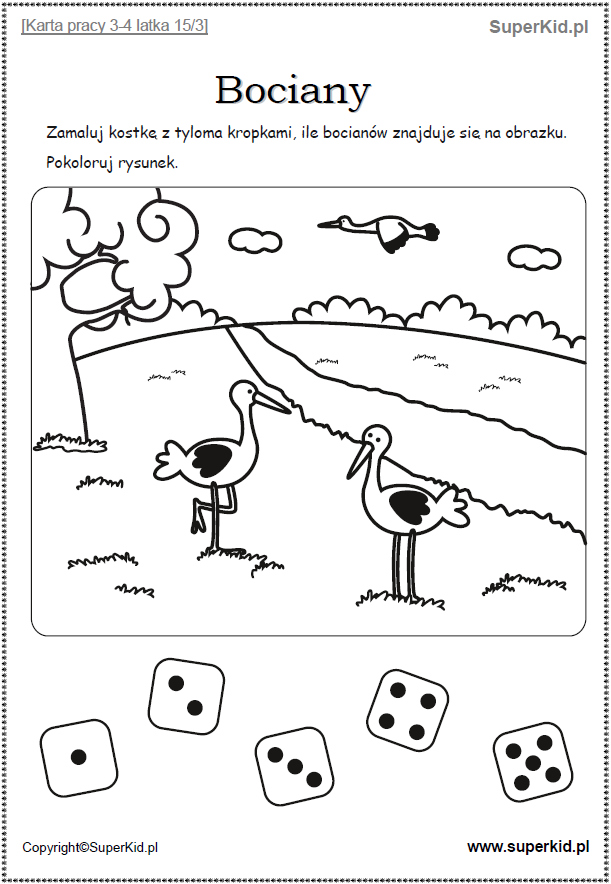 [Karta pracy 3-4 latka 15/3]
SuperKid.pl
Bociany
Zamaluj kostkę z tyloma kropkami, ile bocianów znajduje się na obrazku.
Pokoloruj rysunek.
Copyright©SuperKid.pl
www.superkid.pl